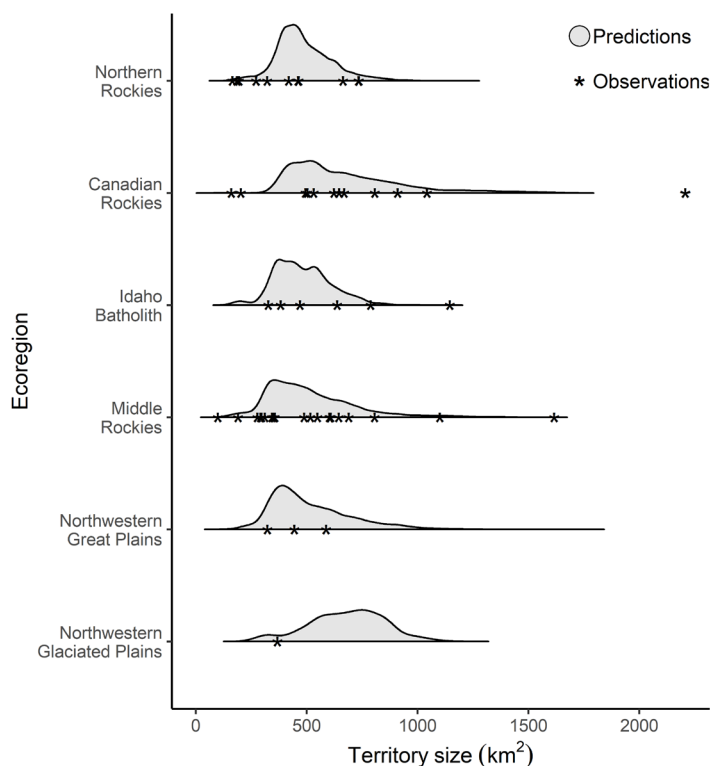 Predictions
* Observations
Northern
Rockies
Canadian
Rockies
Idaho
Batholith
Middle
Rockies
Northwestern
Great Plains
Northwestern
Glaciated Plains
Ecoregion
0 500 1000 1500 2000
Territory size (km²)